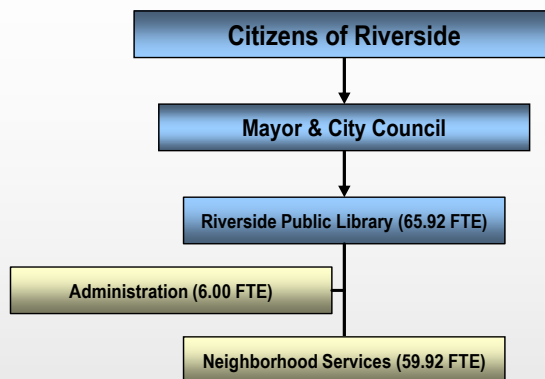 Citizens of Riverside
Mayor & City Council
Riverside Public Library (65.92 FTE)
Administration (6.00 FTE)
Neighborhood Services (59.92 FTE)